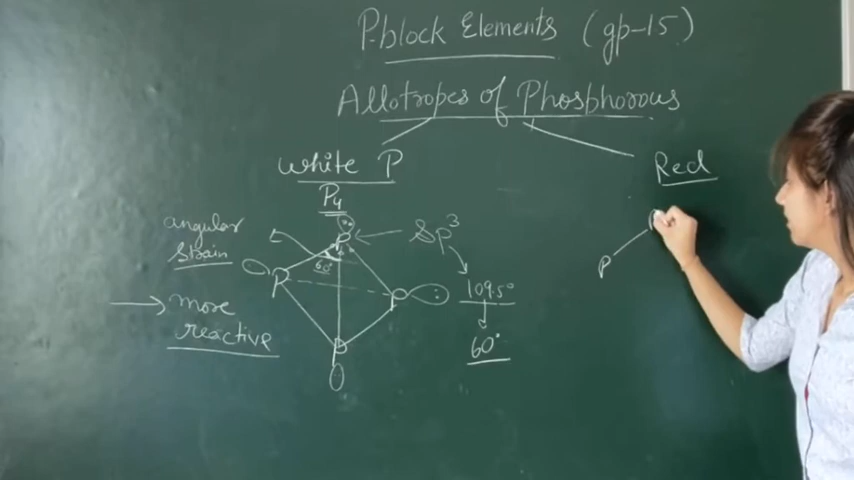 P-block Elements (gp-15)
Allotropes of Phosphorous
white P
Red
P4
angular
strain
sp³
60°
P
109.5°
P
P
more
reactive
60°
P